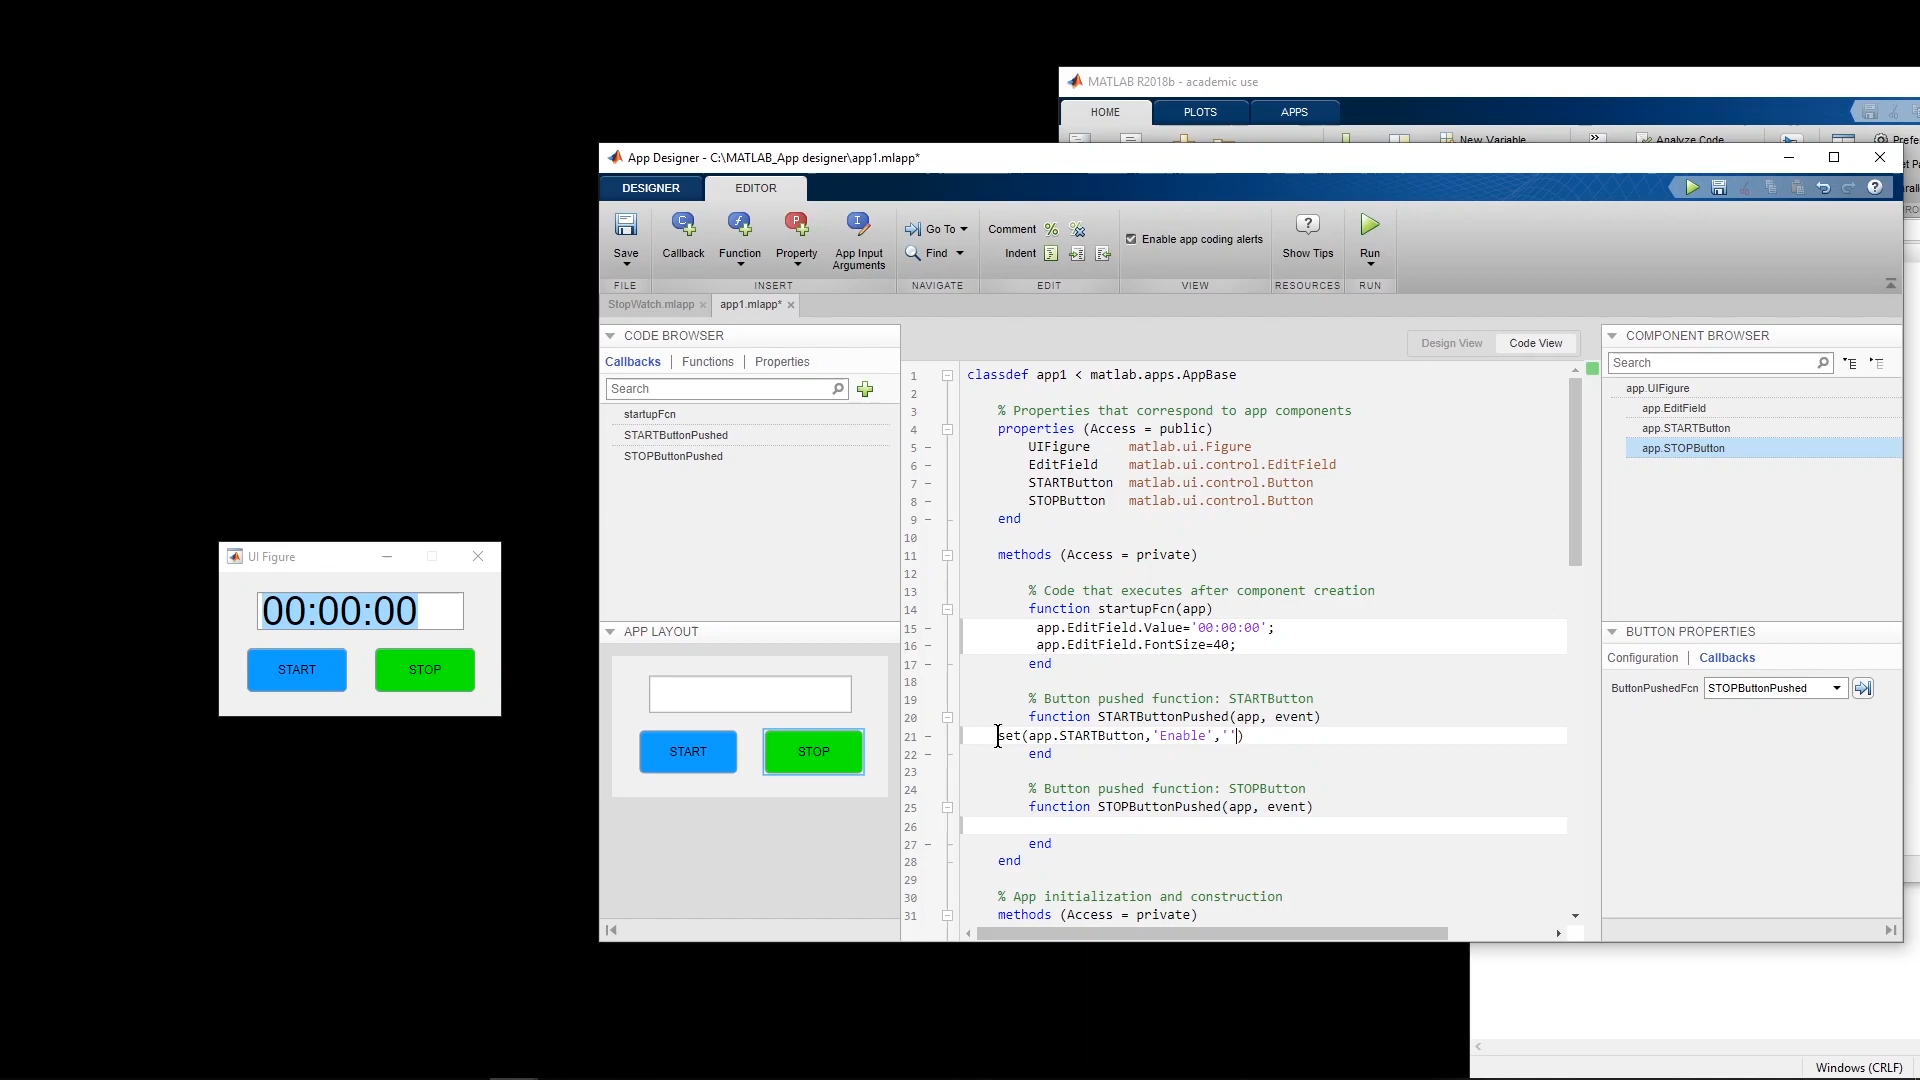 MATLAB R2018b - academic use
HOME
PLOTS
APPS
New Variable
Analyze Code
App Designer - C:\MATLAB_App designer\app1.mlapp*
DESIGNER
EDITOR
Save
Callback
Function
Property
App Input
Arguments
Go To
Find
Comment
Indent
Enable app coding alerts
Show Tips
Run
FILE
INSERT
NAVIGATE
EDIT
VIEW
RESOURCES
RUN
StopWatch.mlapp
app1.mlapp*
CODE BROWSER
Callbacks | Functions | Properties
Search
startupFcn
STARTButtonPushed
STOPButtonPushed
APP LAYOUT
START
STOP
UI Figure
00:00:00
START
STOP
Design View
Code View
1 classdef app1 < matlab.apps.AppBase
2
3 % Properties that correspond to app components
4 properties (Access = public)
5 - UIFigure matlab.ui.Figure
6 - EditField matlab.ui.control.EditField
7 - STARTButton matlab.ui.control.Button
8 - STOPButton matlab.ui.control.Button
9 - end
10
11 methods (Access = private)
12
13 % Code that executes after component creation
14 function startupFcn(app)
15 - app.EditField.Value='00:00:00';
16 - app.EditField.FontSize=40;
17 - end
18
19 % Button pushed function: STARTButton
20 function STARTButtonPushed(app, event)
21 - set(app.STARTButton,'Enable','')
22 - end
23
24 % Button pushed function: STOPButton
25 function STOPButtonPushed(app, event)
26
27 - end
28 end
29
30 % App initialization and construction
31 methods (Access = private)
COMPONENT BROWSER
Search
app.UIFigure
app.EditField
app.STARTButton
app.STOPButton
BUTTON PROPERTIES
Configuration | Callbacks
ButtonPushedFcn
STOPButtonPushed
Windows (CRLF)